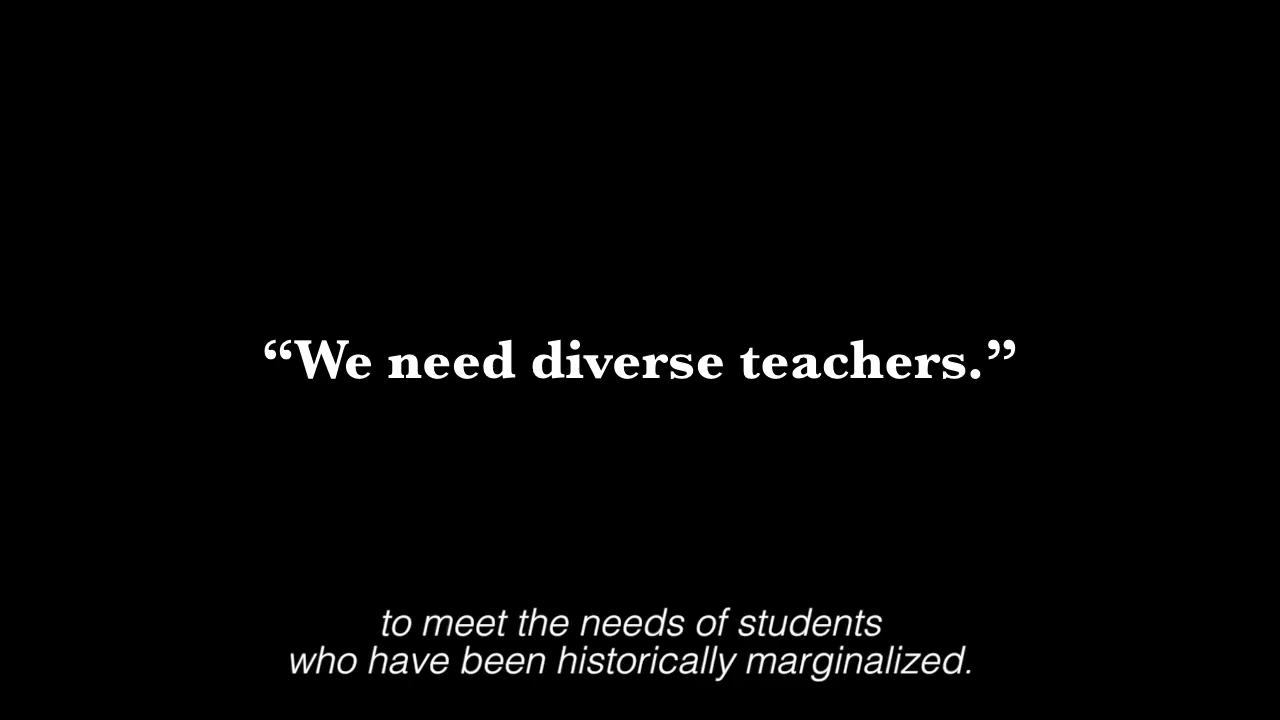 “We need diverse teachers.”
to meet the needs of students
who have been historically marginalized.